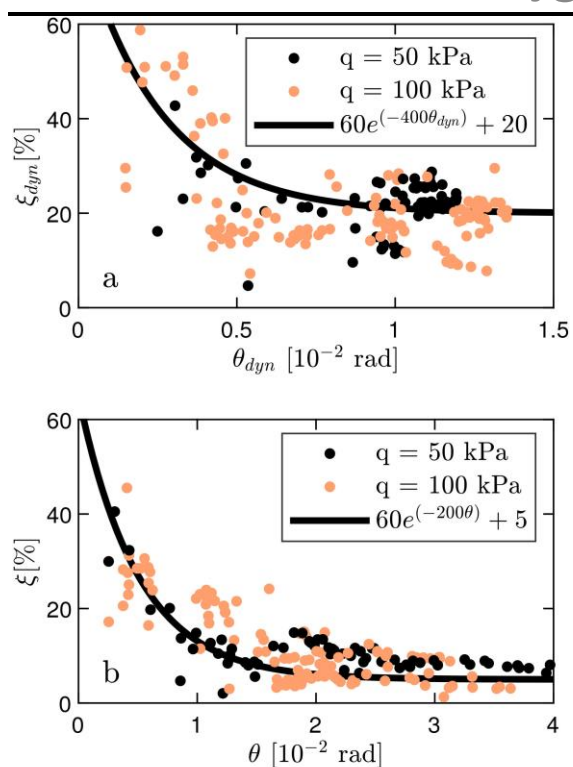 60
40
20
0
ξ_dyn[%]
a
q = 50 kPa
q = 100 kPa
60e^(−400θ_dyn) + 20
0 0.5 1 1.5
θ_dyn [10^-2 rad]
60
40
20
0
ξ[%]
b
q = 50 kPa
q = 100 kPa
60e^(−200θ) + 5
0 1 2 3 4
θ [10^-2 rad]